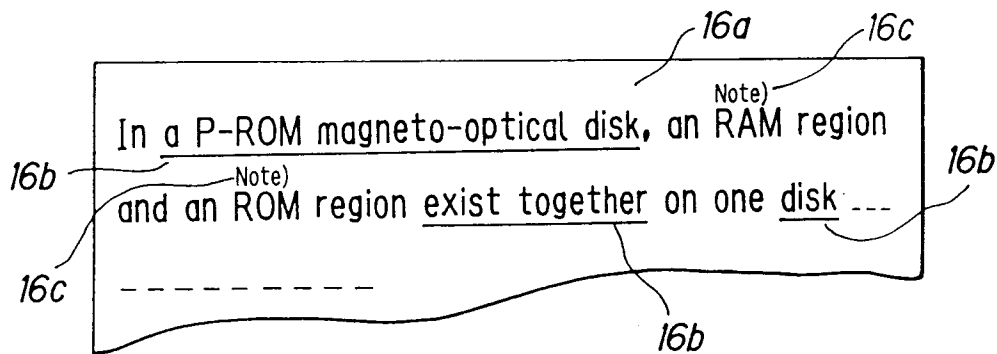 16a
16c
Note)
In a P-ROM magneto-optical disk, an RAM region
16b
Note)
16b
and an ROM region exist together on one disk ---
16c
----------
16b